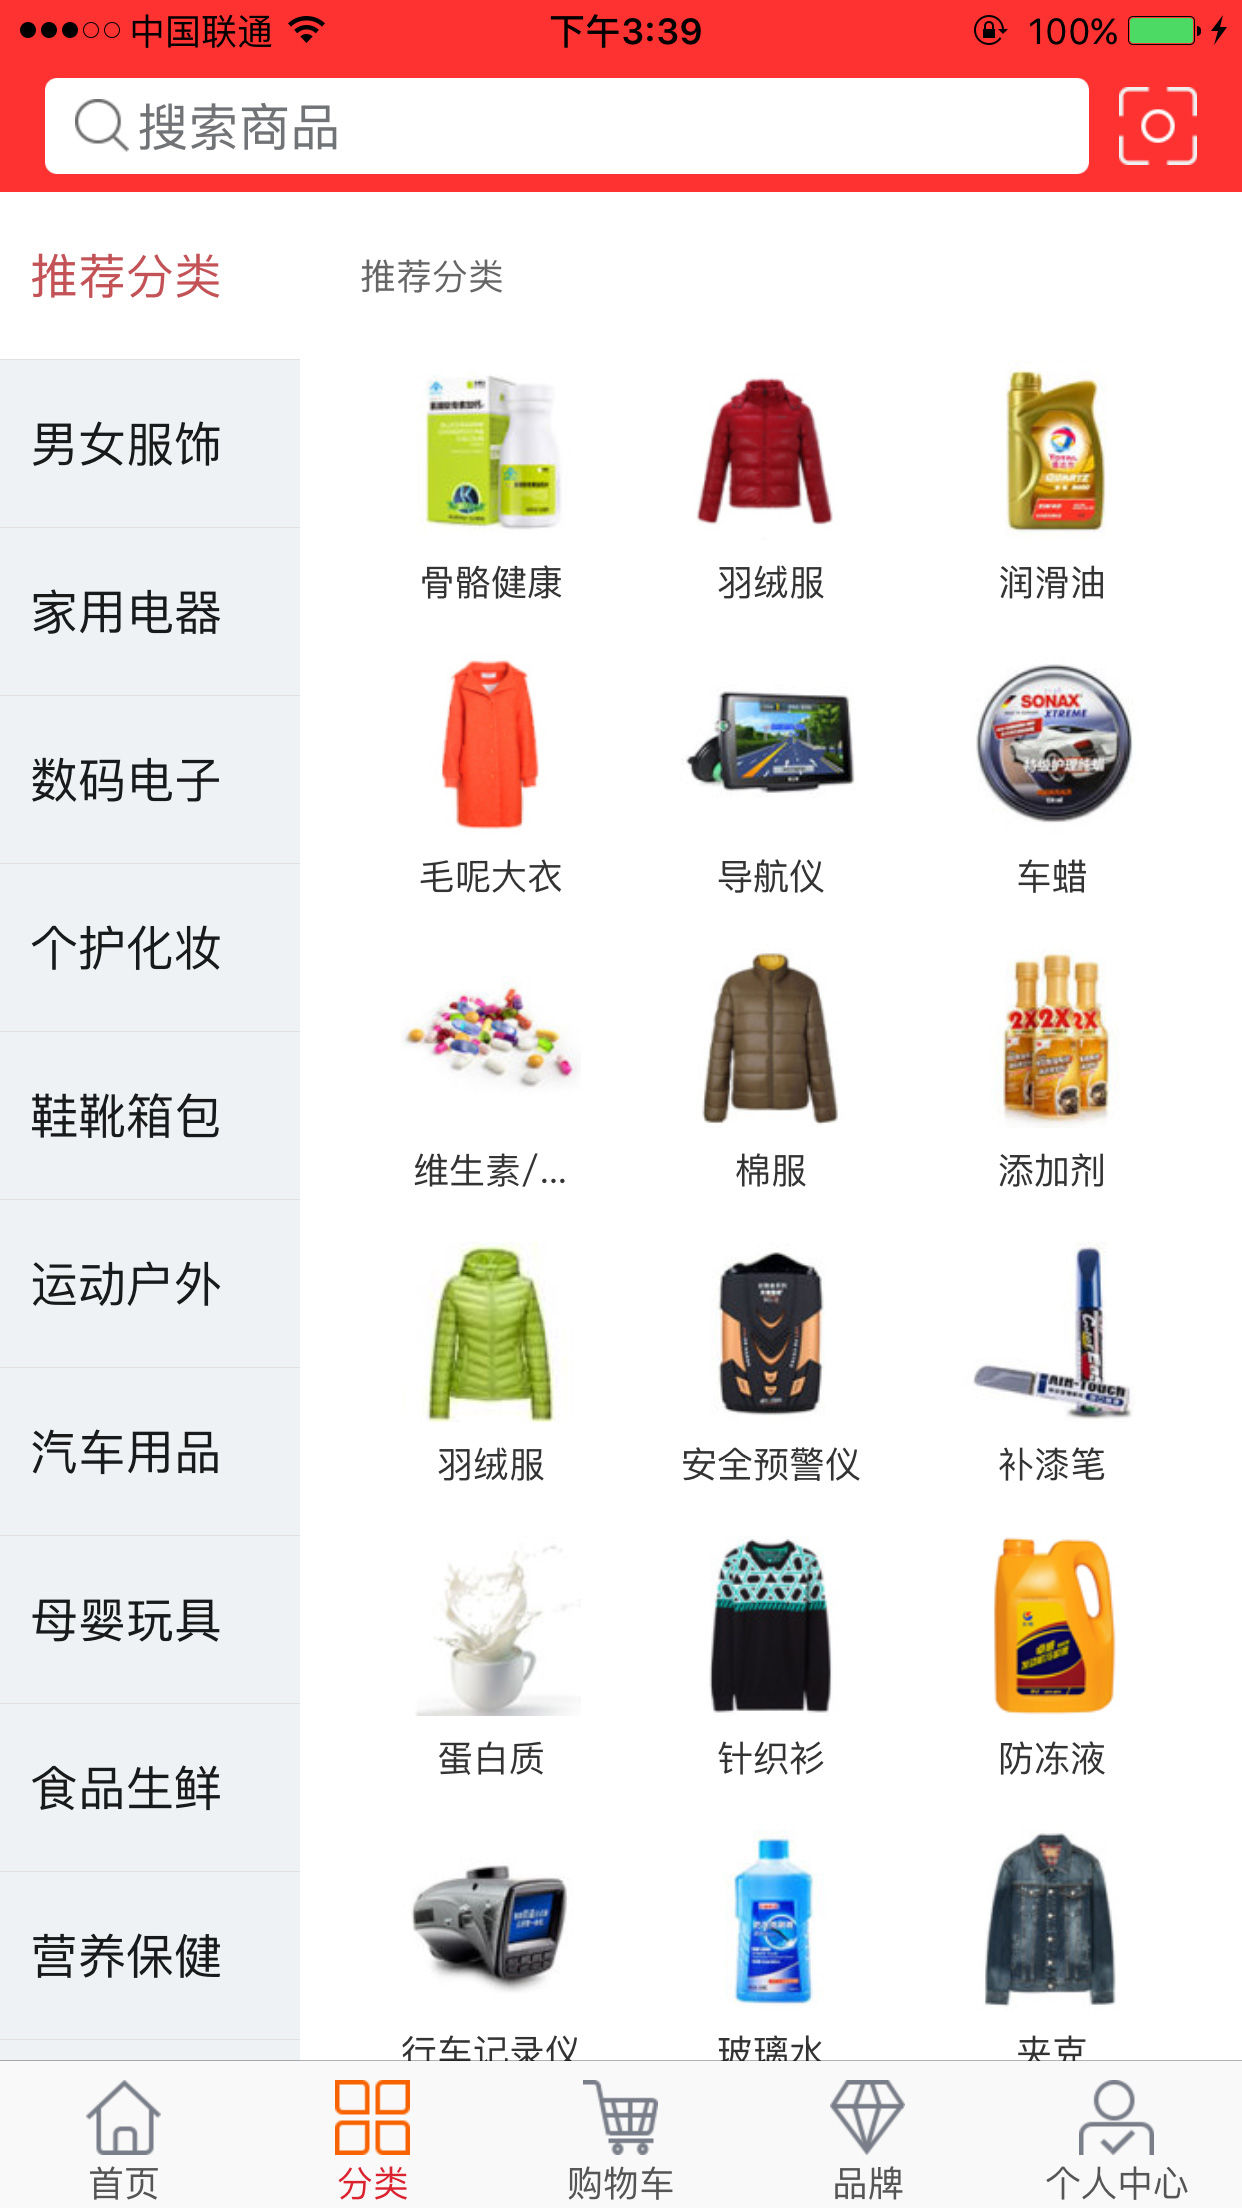 中国联通 下午3:39 100%
搜索商品
推荐分类
男女服饰
家用电器
数码电子
个护化妆
鞋靴箱包
运动户外
汽车用品
母婴玩具
食品生鲜
营养保健
推荐分类
骨骼健康 羽绒服 润滑油
TOTAL
QUARTZ
毛呢大衣 导航仪 车蜡
SONAX
XTREME
维生素/... 棉服 添加剂
2X 2X 2X
羽绒服 安全预警仪 补漆笔
AIR-TOUCH
蛋白质 针织衫 防冻液
行车记录仪 玻璃水 夹克
首页 分类 购物车 品牌 个人中心